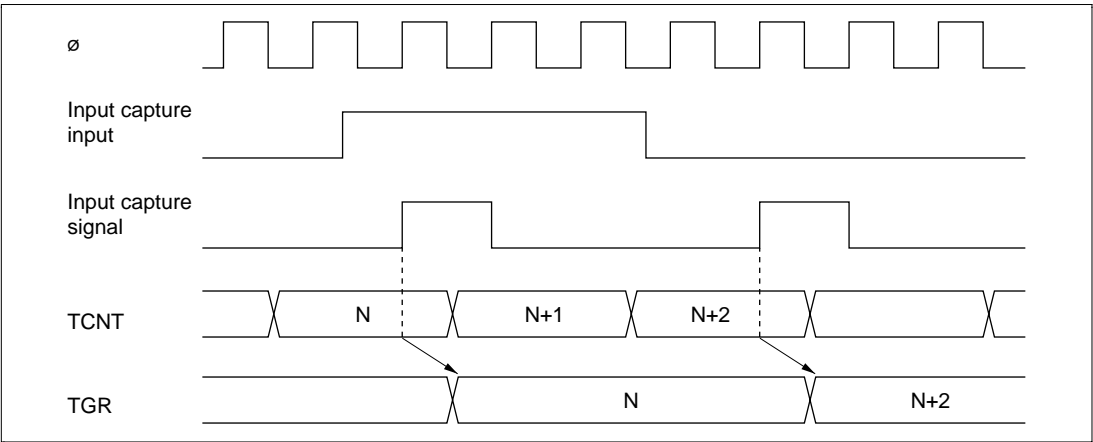 ø
Input capture
input
Input capture
signal
TCNT
N
N+1
N+2
TGR
N
N+2